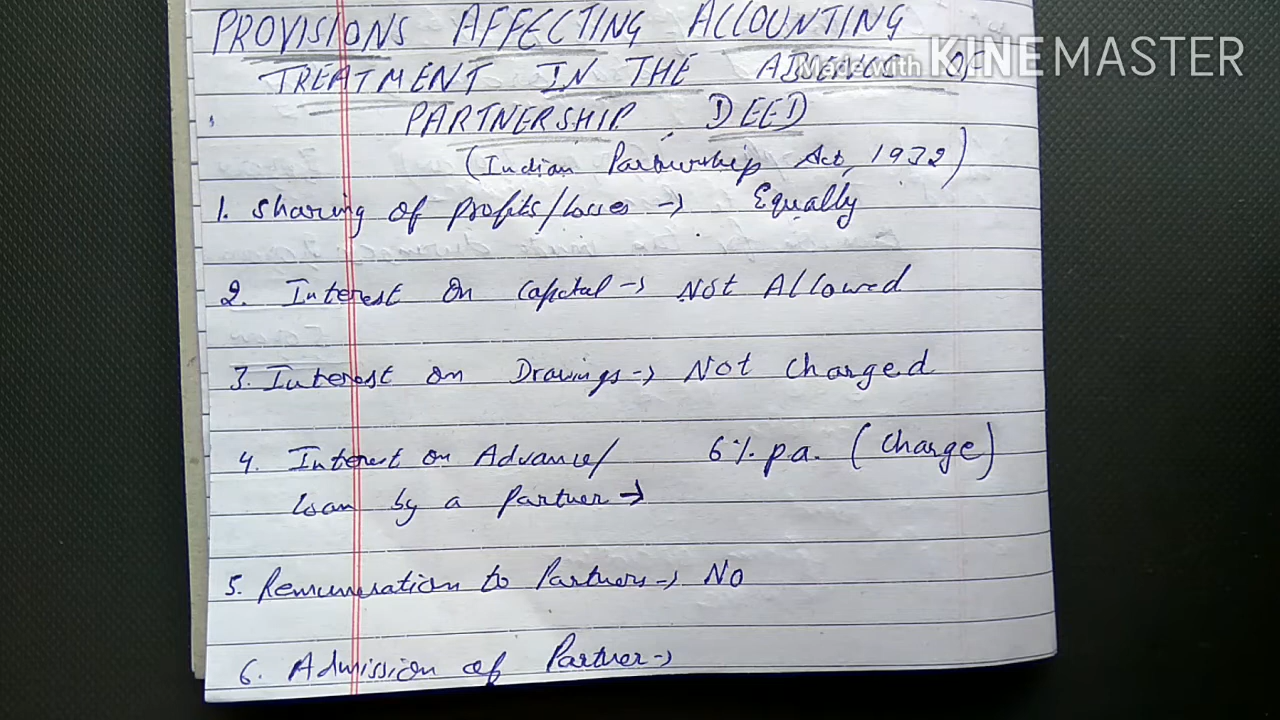 PROVISIONS AFFECTING ACCOUNTING
Made with KINEMASTER
TREATMENT IN THE ABSENCE OF
PARTNERSHIP DEED
(Indian Partnership Act, 1932)
1. Sharing of profits/losses → Equally
2. Interest on Capital → Not Allowed
3. Interest on Drawings → Not Charged
4. Interest on Advance/ 6% p.a. (Charge)
loan by a Partner →
5. Remuneration to Partners → No
6. Admission of Partner →